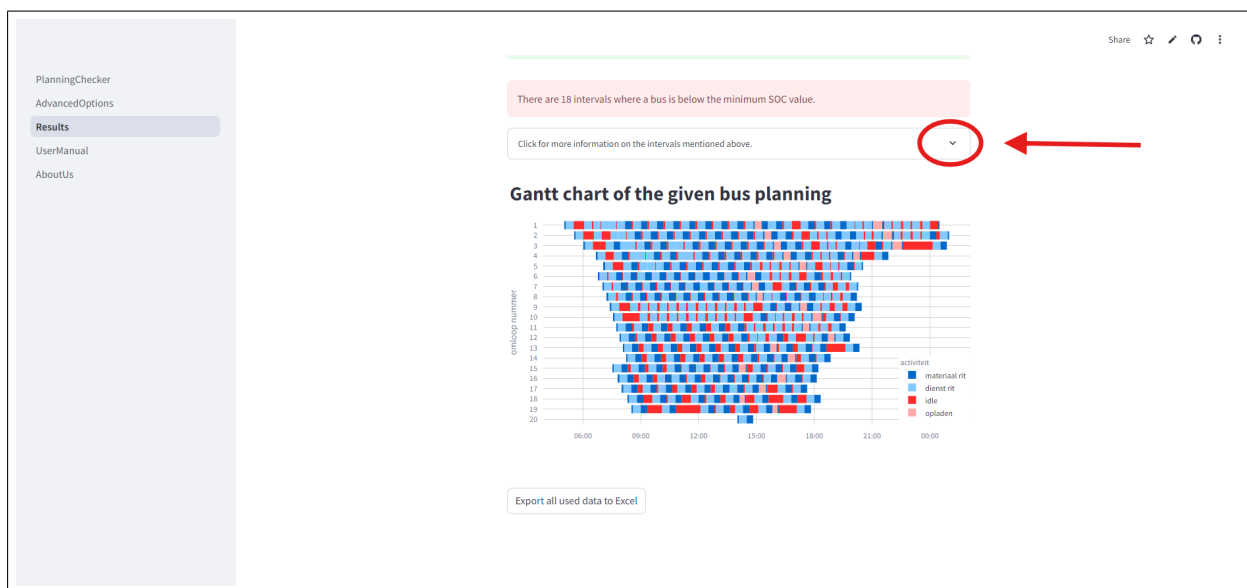 Share
PlanningChecker
AdvancedOptions
Results
UserManual
AboutUs
There are 18 intervals where a bus is below the minimum SOC value.
Click for more information on the intervals mentioned above.
Gantt chart of the given bus planning
omloop nummer
1
2
3
4
5
6
7
8
9
10
11
12
13
14
15
16
17
18
19
20
06:00 09:00 12:00 15:00 18:00 21:00 00:00
activiteit
materiaal rit
dienst rit
idle
opladen
Export all used data to Excel